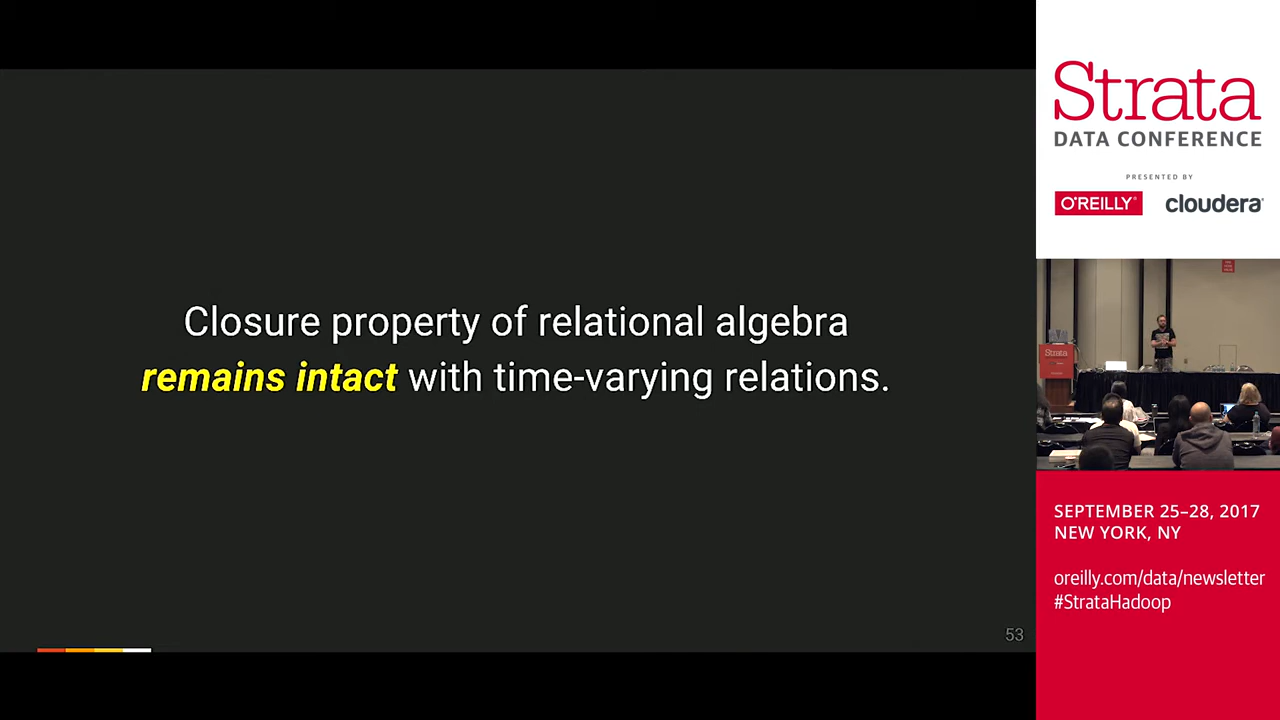 Closure property of relational algebra
remains intact with time-varying relations.
53
Strata
DATA CONFERENCE
PRESENTED BY
O'REILLY®
cloudera
Strata
SEPTEMBER 25–28, 2017
NEW YORK, NY
oreilly.com/data/newsletter
#StrataHadoop